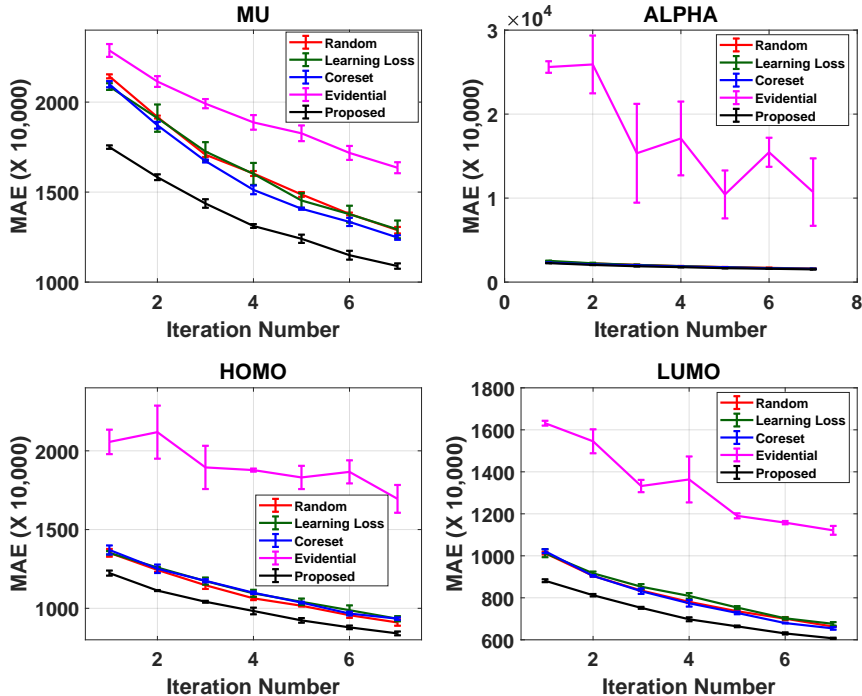 MU
MAE (X 10,000)
2000
1500
1000
2
4
6
Iteration Number
Random
Learning Loss
Coreset
Evidential
Proposed
ALPHA
×10⁴
MAE (X 10,000)
3
2
1
0
0
2
4
6
8
Iteration Number
Random
Learning Loss
Coreset
Evidential
Proposed
HOMO
MAE (X 10,000)
2000
1500
1000
2
4
6
Iteration Number
Random
Learning Loss
Coreset
Evidential
Proposed
LUMO
MAE (X 10,000)
1800
1600
1400
1200
1000
800
600
2
4
6
Iteration Number
Random
Learning Loss
Coreset
Evidential
Proposed